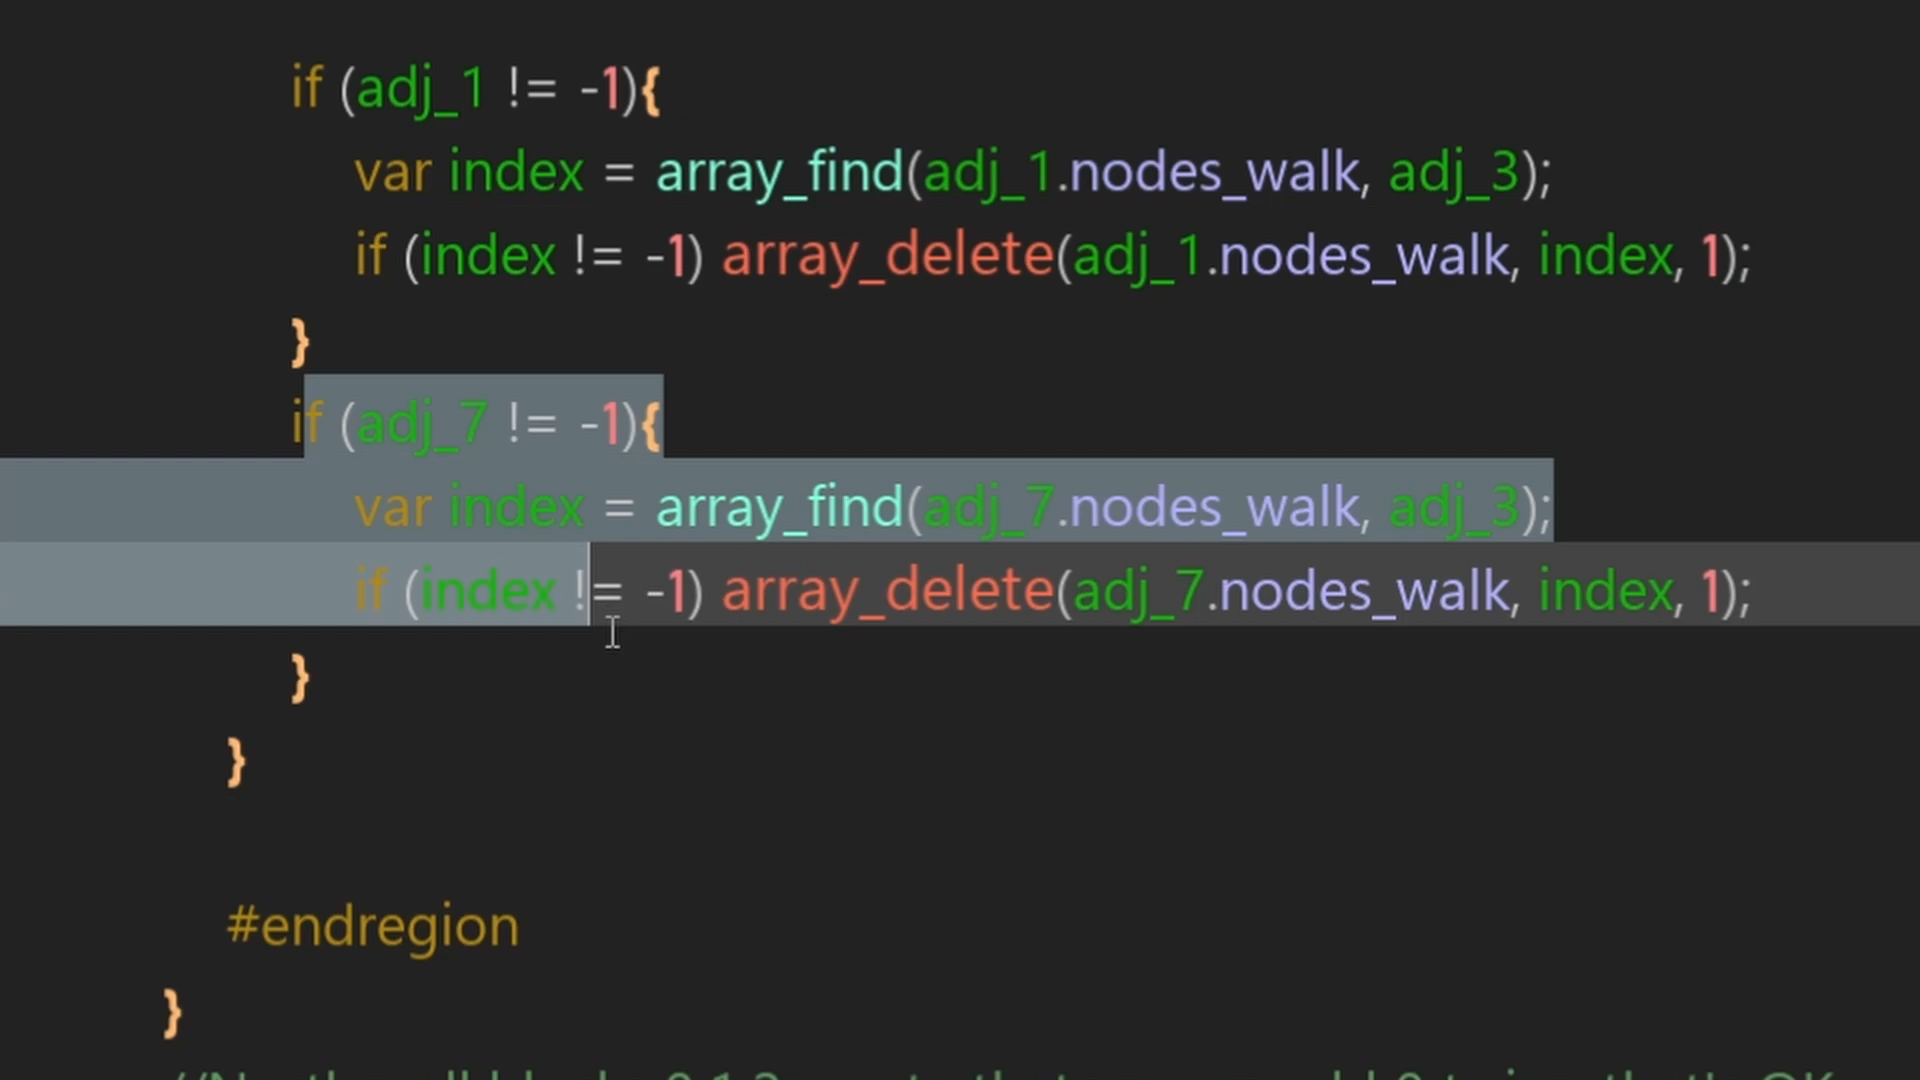 if (adj_1 != -1){
var index = array_find(adj_1.nodes_walk, adj_3);
if (index != -1) array_delete(adj_1.nodes_walk, index, 1);
}
if (adj_7 != -1){
var index = array_find(adj_7.nodes_walk, adj_3);
if (index != -1) array_delete(adj_7.nodes_walk, index, 1);
}
}
#endregion
}